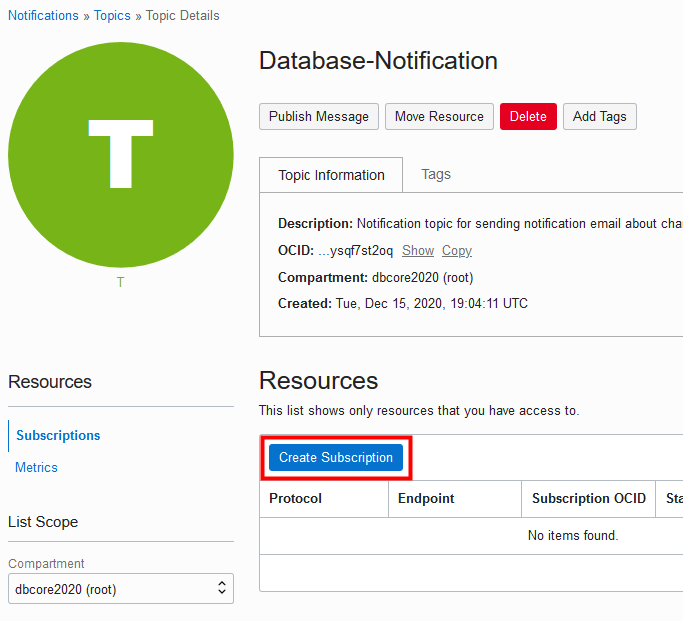 Notifications » Topics » Topic Details
T
T
Database-Notification
Publish Message Move Resource Delete Add Tags
Topic Information Tags
Description: Notification topic for sending notification email about cha
OCID: ...ysqf7st2oq Show Copy
Compartment: dbcore2020 (root)
Created: Tue, Dec 15, 2020, 19:04:11 UTC
Resources
Subscriptions
Metrics
List Scope
Compartment
dbcore2020 (root)
Resources
This list shows only resources that you have access to.
Create Subscription
Protocol Endpoint Subscription OCID Sta
No items found.